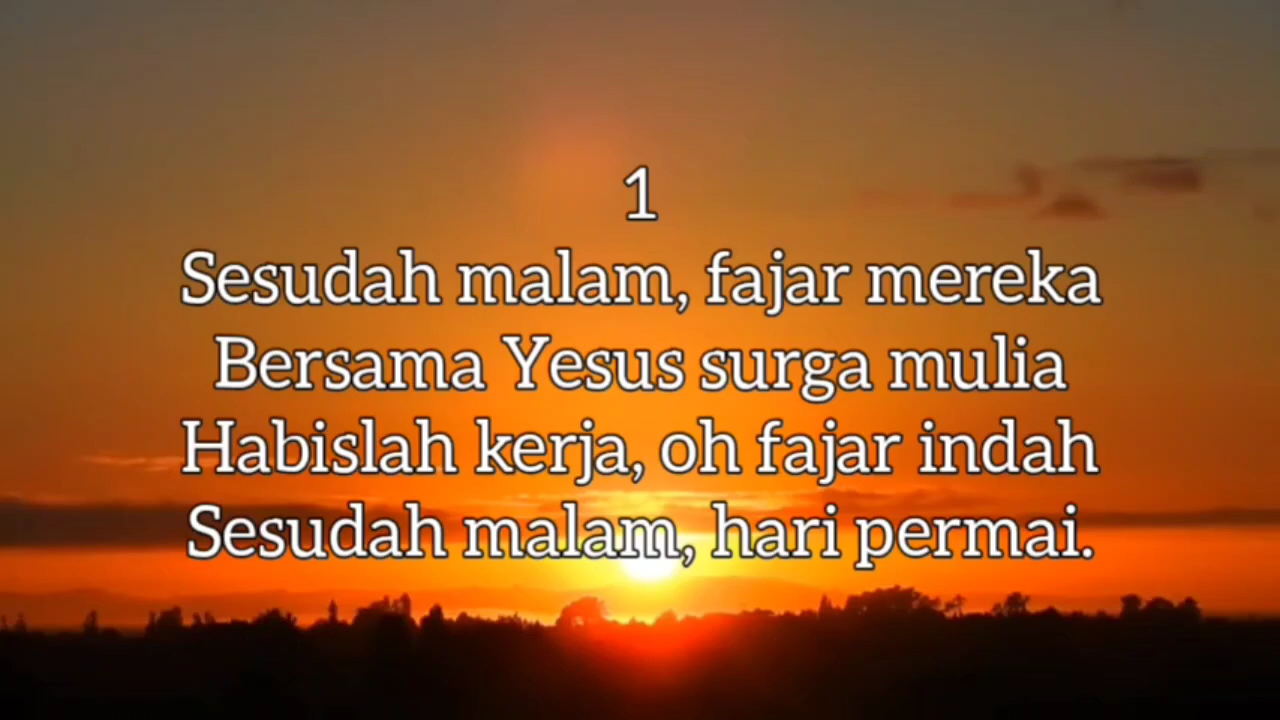 1
Sesudah malam, fajar mereka
Bersama Yesus surga mulia
Habislah kerja, oh fajar indah
Sesudah malam, hari permai.